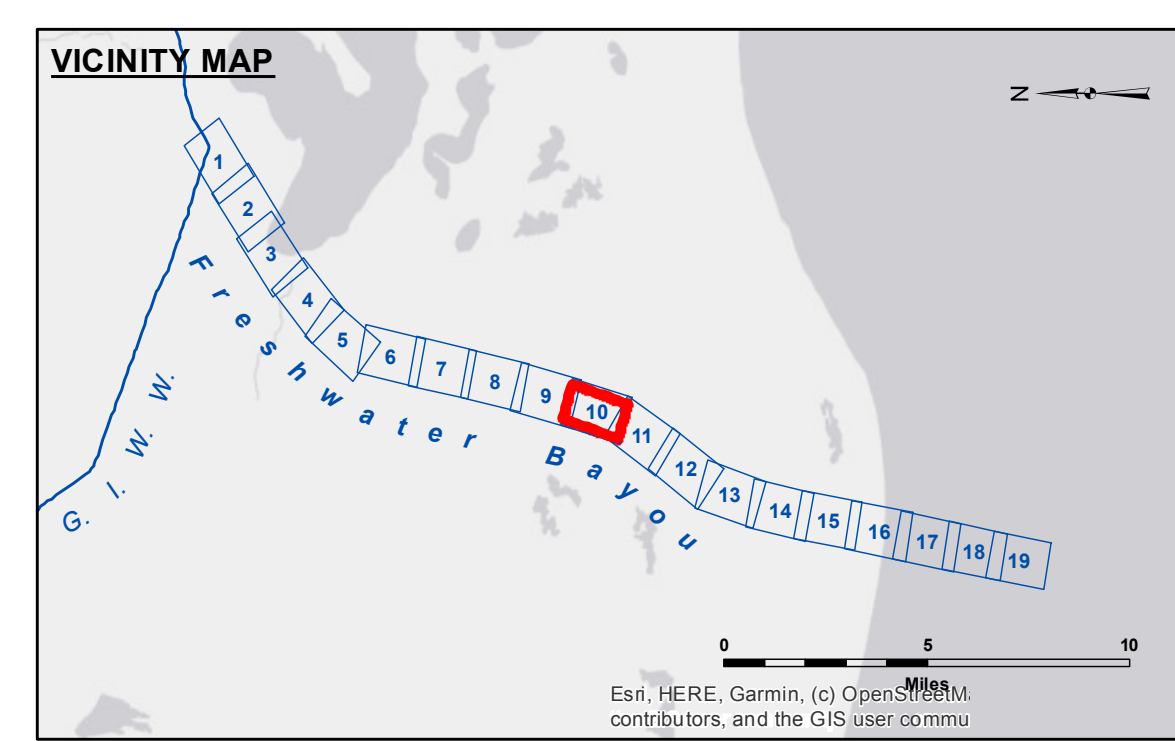 VICINITY MAP
N
1
2
3
4
5
6
7
8
9
10
11
12
13
14
15
16
17
18
19
Freshwater Bayou
G. I. W. W.
0 5 10
Miles
Esri, HERE, Garmin, (c) OpenStreetM
contributors, and the GIS user commu